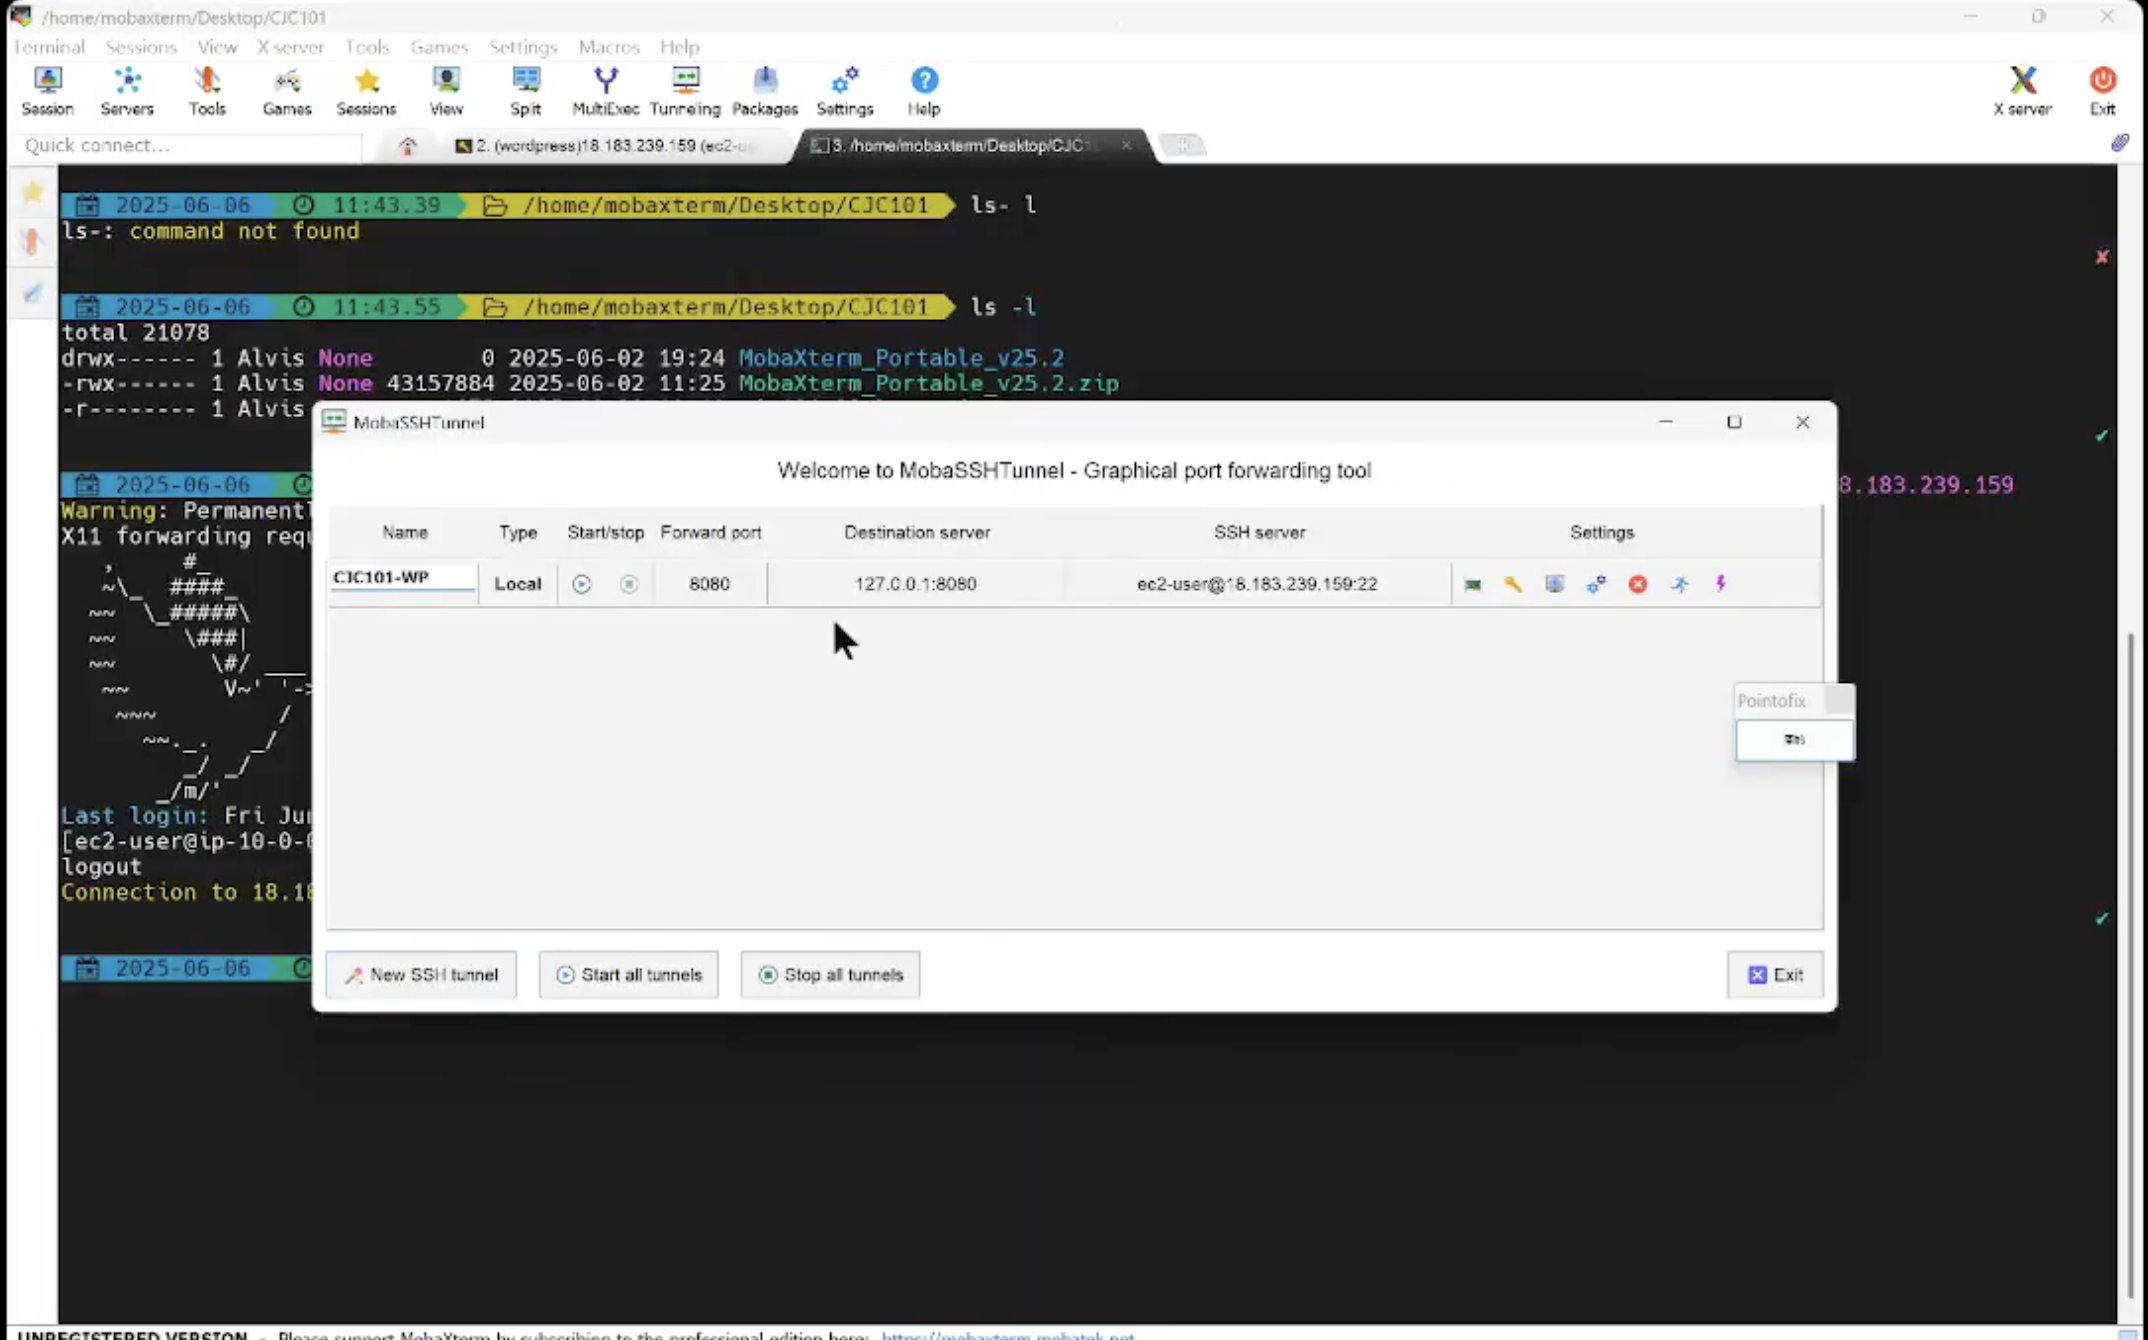 /home/mobaxterm/Desktop/CJC101
Terminal Sessions View X server Tools Games Settings Macros Help
Session Servers Tools Games Sessions View Split MultiExec Tunneling Packages Settings Help X server Exit
Quick connect... 2. (wordpress)18.183.239.159 (ec2-u 3. /home/mobaxterm/Desktop/CJC1
2025-06-06 11:43.39 /home/mobaxterm/Desktop/CJC101 ls- l
ls-: command not found
2025-06-06 11:43.55 /home/mobaxterm/Desktop/CJC101 ls -l
total 21078
drwx------ 1 Alvis None 0 2025-06-02 19:24 MobaXterm_Portable_v25.2
-rwx------ 1 Alvis None 43157884 2025-06-02 11:25 MobaXterm_Portable_v25.2.zip
-r-------- 1 Alvis
2025-06-06 8.183.239.159
Warning: Permanentl
X11 forwarding requ
, #_
~\_ ####_
~~ \_#####\
~~ \###|
~~ \#/ ___
~~ V~' '->
~~~ /
~~._. _/
_/ _/
_/m/'
Last login: Fri Jun
[ec2-user@ip-10-0-0
logout
Connection to 18.18
2025-06-06
MobaSSHTunnel
Welcome to MobaSSHTunnel - Graphical port forwarding tool
Name Type Start/stop Forward port Destination server SSH server Settings
CJC101-WP Local 8080 127.0.0.1:8080 ec2-user@18.183.239.159:22
Pointofix
New SSH tunnel Start all tunnels Stop all tunnels Exit
UNREGISTERED VERSION - Please support MobaXterm by subscribing to the professional edition here: https://mobaxterm.mobatek.net